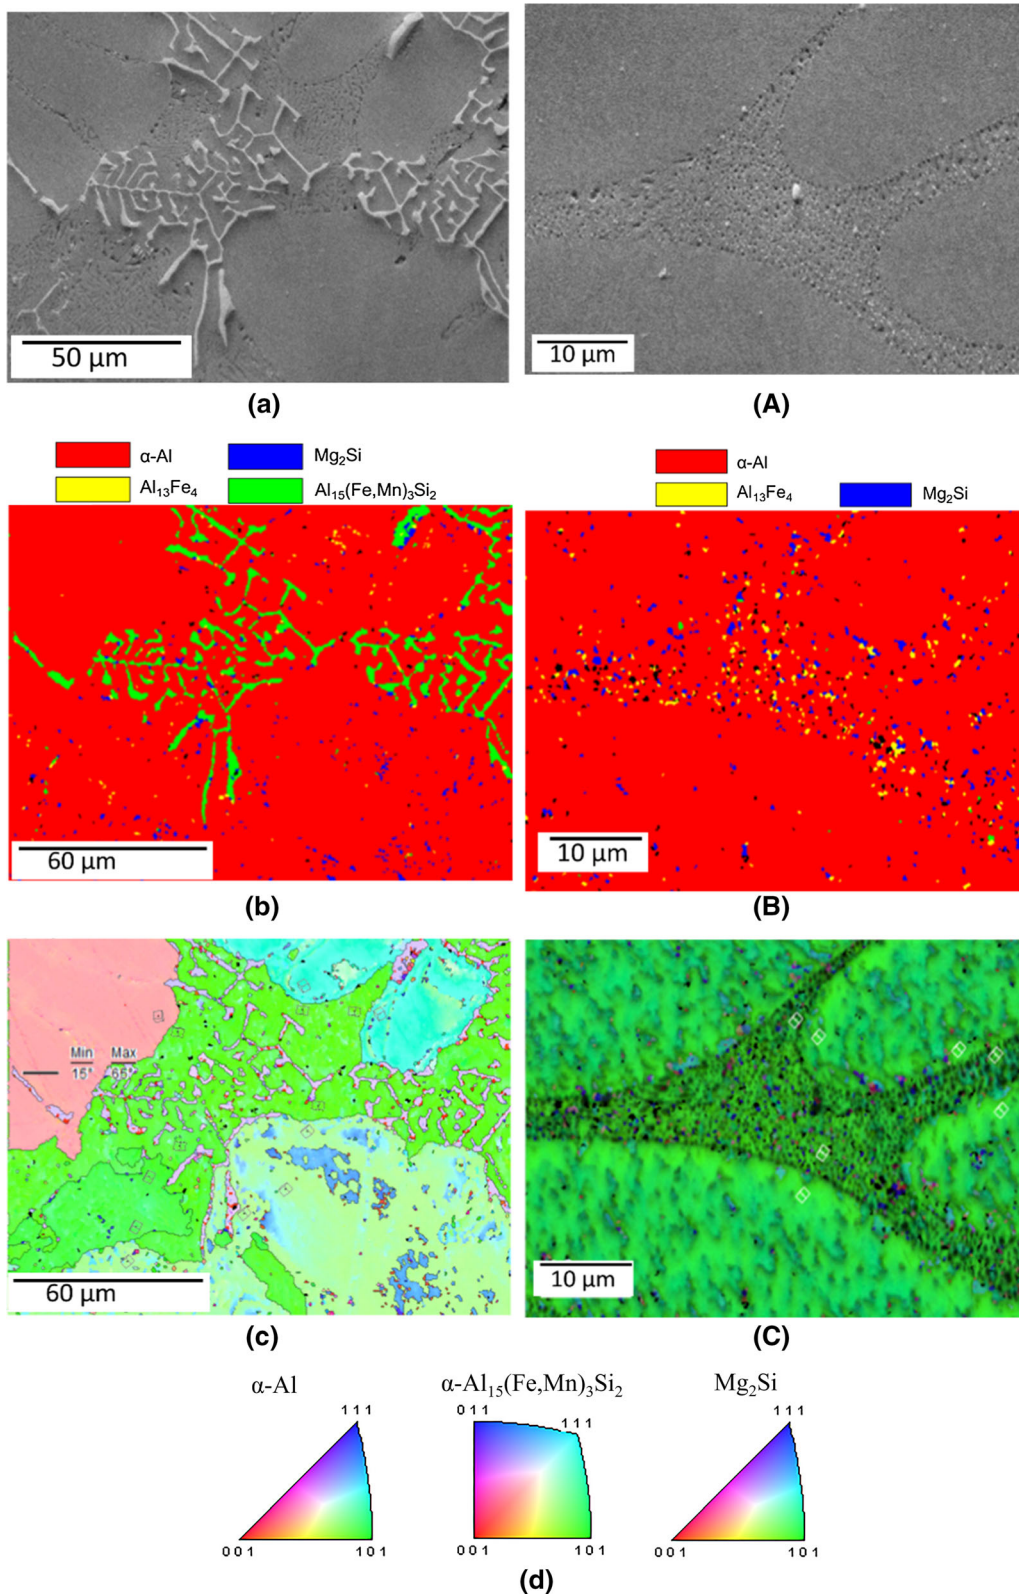 50 μm
10 μm
(a)
(A)
α-Al
Mg2Si
Al13Fe4
Al15(Fe,Mn)3Si2
α-Al
Al13Fe4
Mg2Si
60 μm
10 μm
(b)
(B)
Min Max
15° 65°
60 μm
10 μm
(c)
(C)
α-Al
α-Al15(Fe,Mn)3Si2
Mg2Si
111
011
111
111
001
101
001
101
001
101
(d)